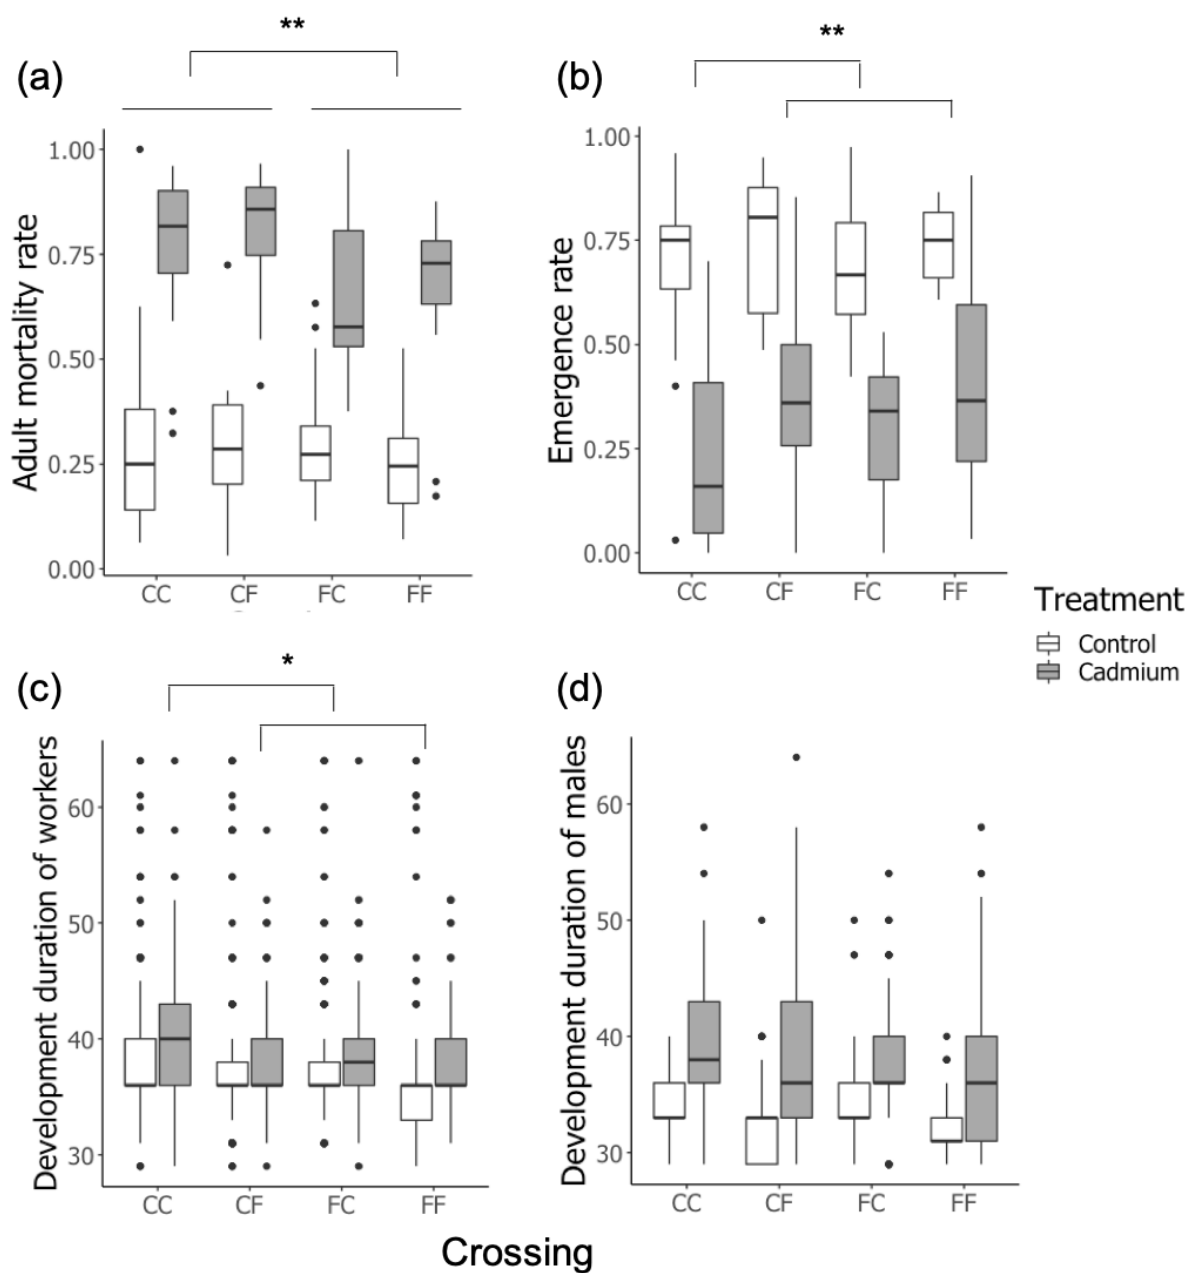 **
(a)
Adult mortality rate
1.00
0.75
0.50
0.25
0.00
CC CF FC FF
**
(b)
Emergence rate
1.00
0.75
0.50
0.25
0.00
CC CF FC FF
Treatment
Control
Cadmium
*
(c)
Development duration of workers
60
50
40
30
CC CF FC FF
(d)
Development duration of males
60
50
40
30
CC CF FC FF
Crossing